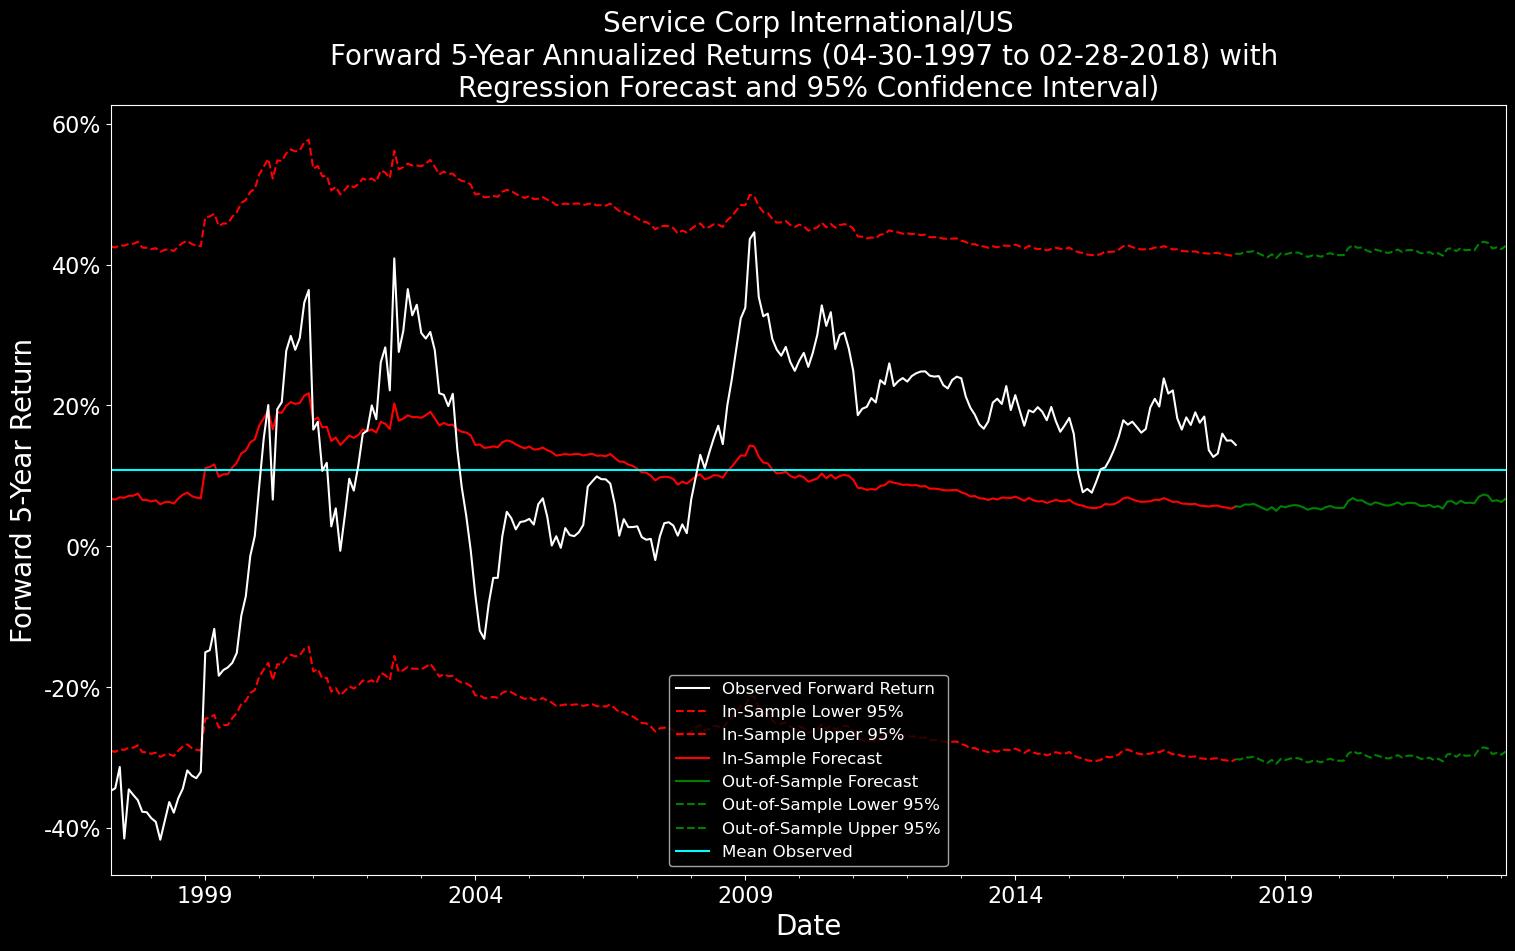 Service Corp International/US
Forward 5-Year Annualized Returns (04-30-1997 to 02-28-2018) with
Regression Forecast and 95% Confidence Interval)
Forward 5-Year Return
60%
40%
20%
0%
-20%
-40%
Observed Forward Return
In-Sample Lower 95%
In-Sample Upper 95%
In-Sample Forecast
Out-of-Sample Forecast
Out-of-Sample Lower 95%
Out-of-Sample Upper 95%
Mean Observed
1999
2004
2009
2014
2019
Date